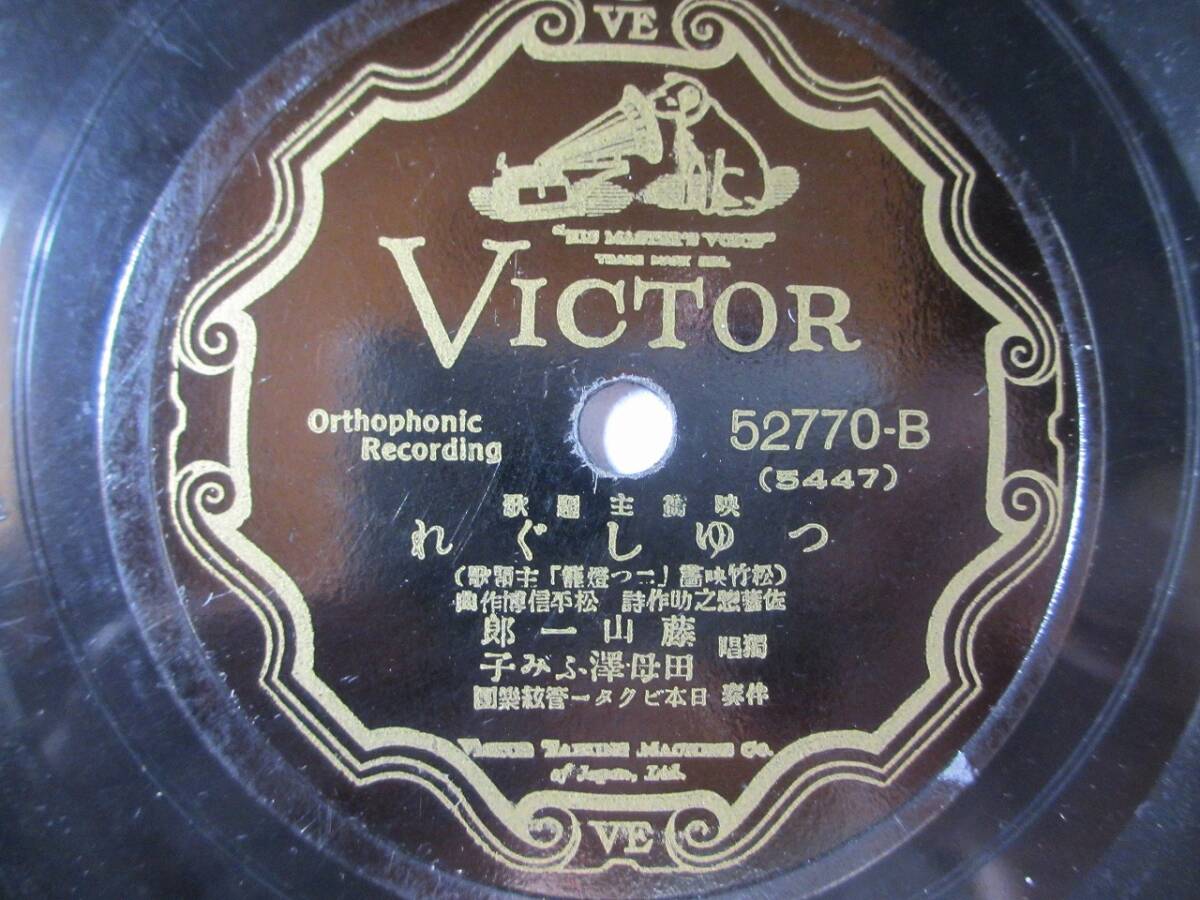 VE
"HIS MASTER'S VOICE"
TRADE MARK REG.
VICTOR
Orthophonic
Recording
52770-B
(5447)
映畫主題歌
つゆしぐれ
(松竹映畫「二つ燈籠」主題歌)
佐藤惣之助作詩 松平信博作曲
獨唱
藤山一郎
田母澤ふみ子
伴奏 日本ビクター管絃樂團
VICTOR TALKING MACHINE CO.
of Japan, Ltd.
VE